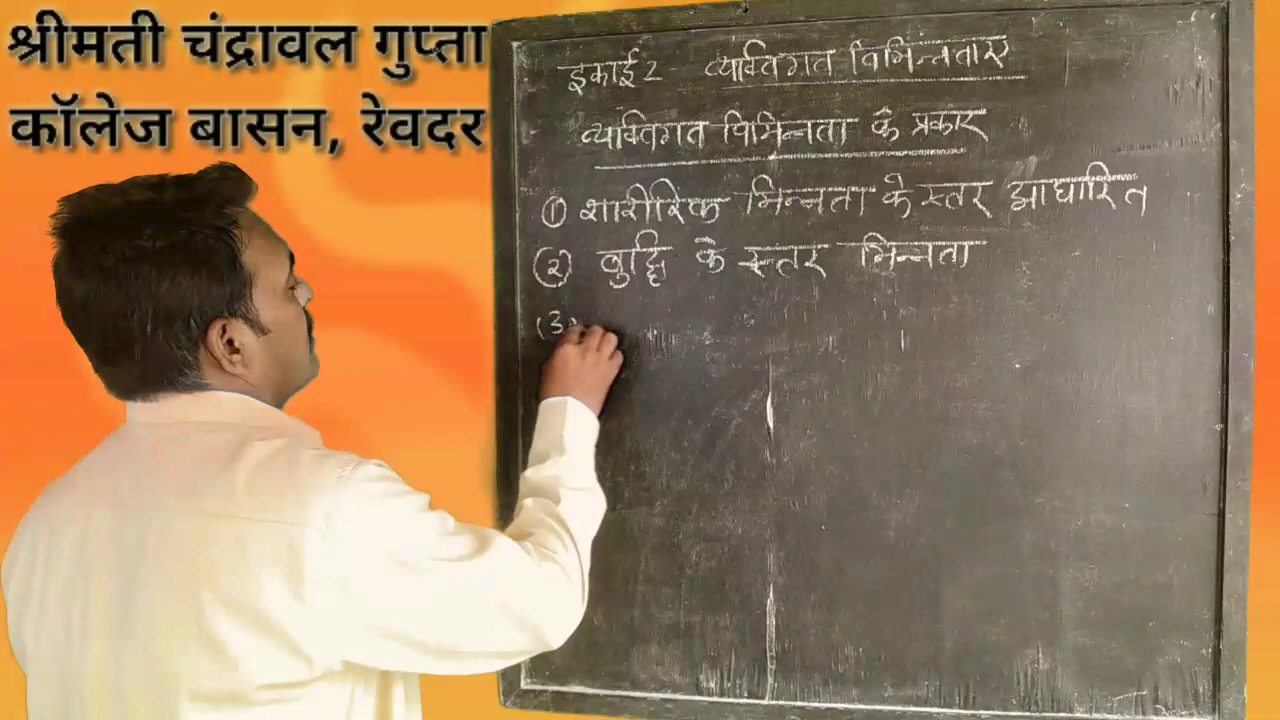 श्रीमती चंद्रावल गुप्ता
कॉलेज बासन, रेवदर
इकाई 2 व्यक्तिगत विभिन्नताएं
व्यक्तिगत विभिन्नता के प्रकार
① शारीरिक भिन्नता के स्तर आधारित
(२) बुद्धि के स्तर भिन्नता
(3)